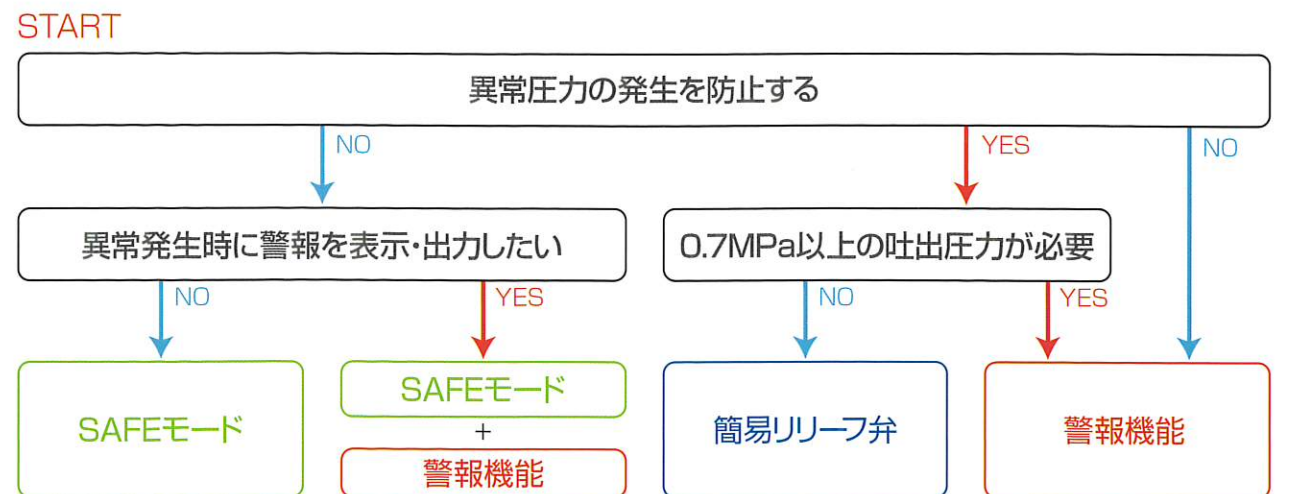 START
異常圧力の発生を防止する
NO
YES
NO
異常発生時に警報を表示・出力したい
0.7MPa以上の吐出圧力が必要
NO
YES
NO
YES
SAFEモード
SAFEモード
+
警報機能
簡易リリーフ弁
警報機能